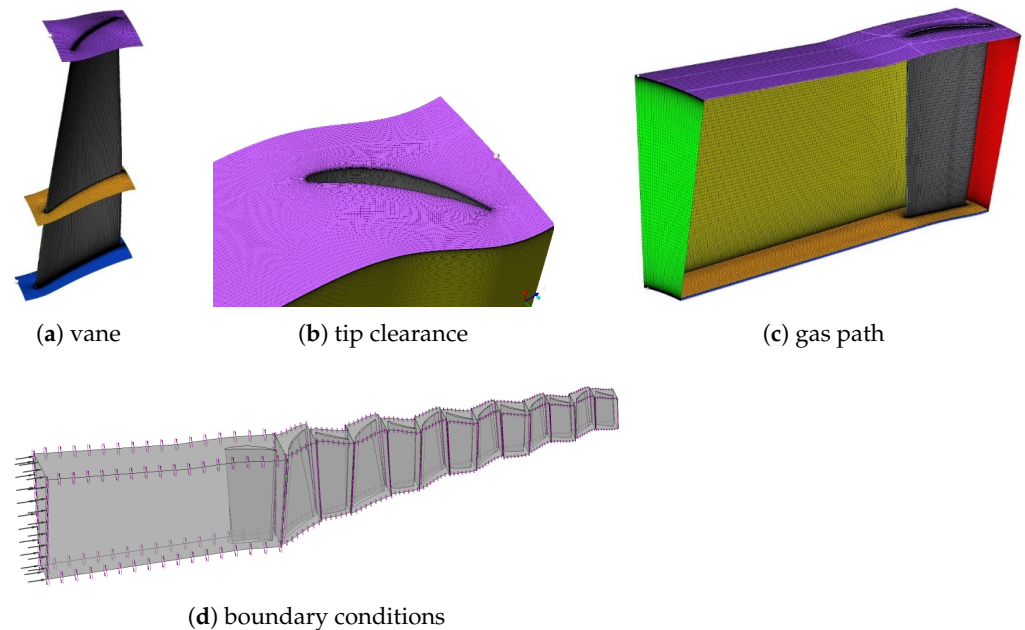 (a) vane
(b) tip clearance
(c) gas path
(d) boundary conditions